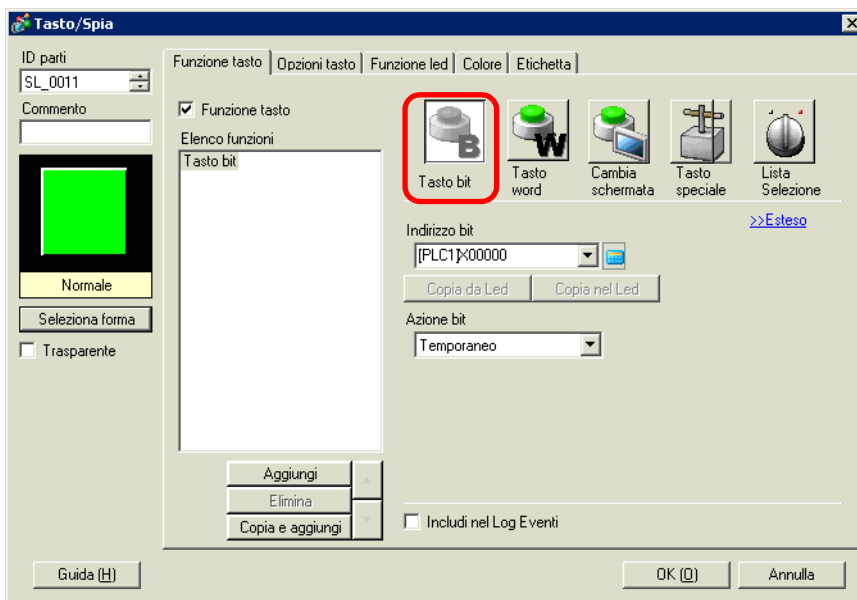 Tasto/Spia
ID parti
SL_0011
Commento
Normale
Seleziona forma
Trasparente
Funzione tasto
Opzioni tasto
Funzione led
Colore
Etichetta
Funzione tasto
Elenco funzioni
Tasto bit
Aggiungi
Elimina
Copia e aggiungi
B
Tasto bit
W
Tasto
word
Cambia
schermata
Tasto
speciale
Lista
Selezione
>>Esteso
Indirizzo bit
[PLC1]X00000
Copia da Led
Copia nel Led
Azione bit
Temporaneo
Includi nel Log Eventi
Guida (H)
OK (O)
Annulla